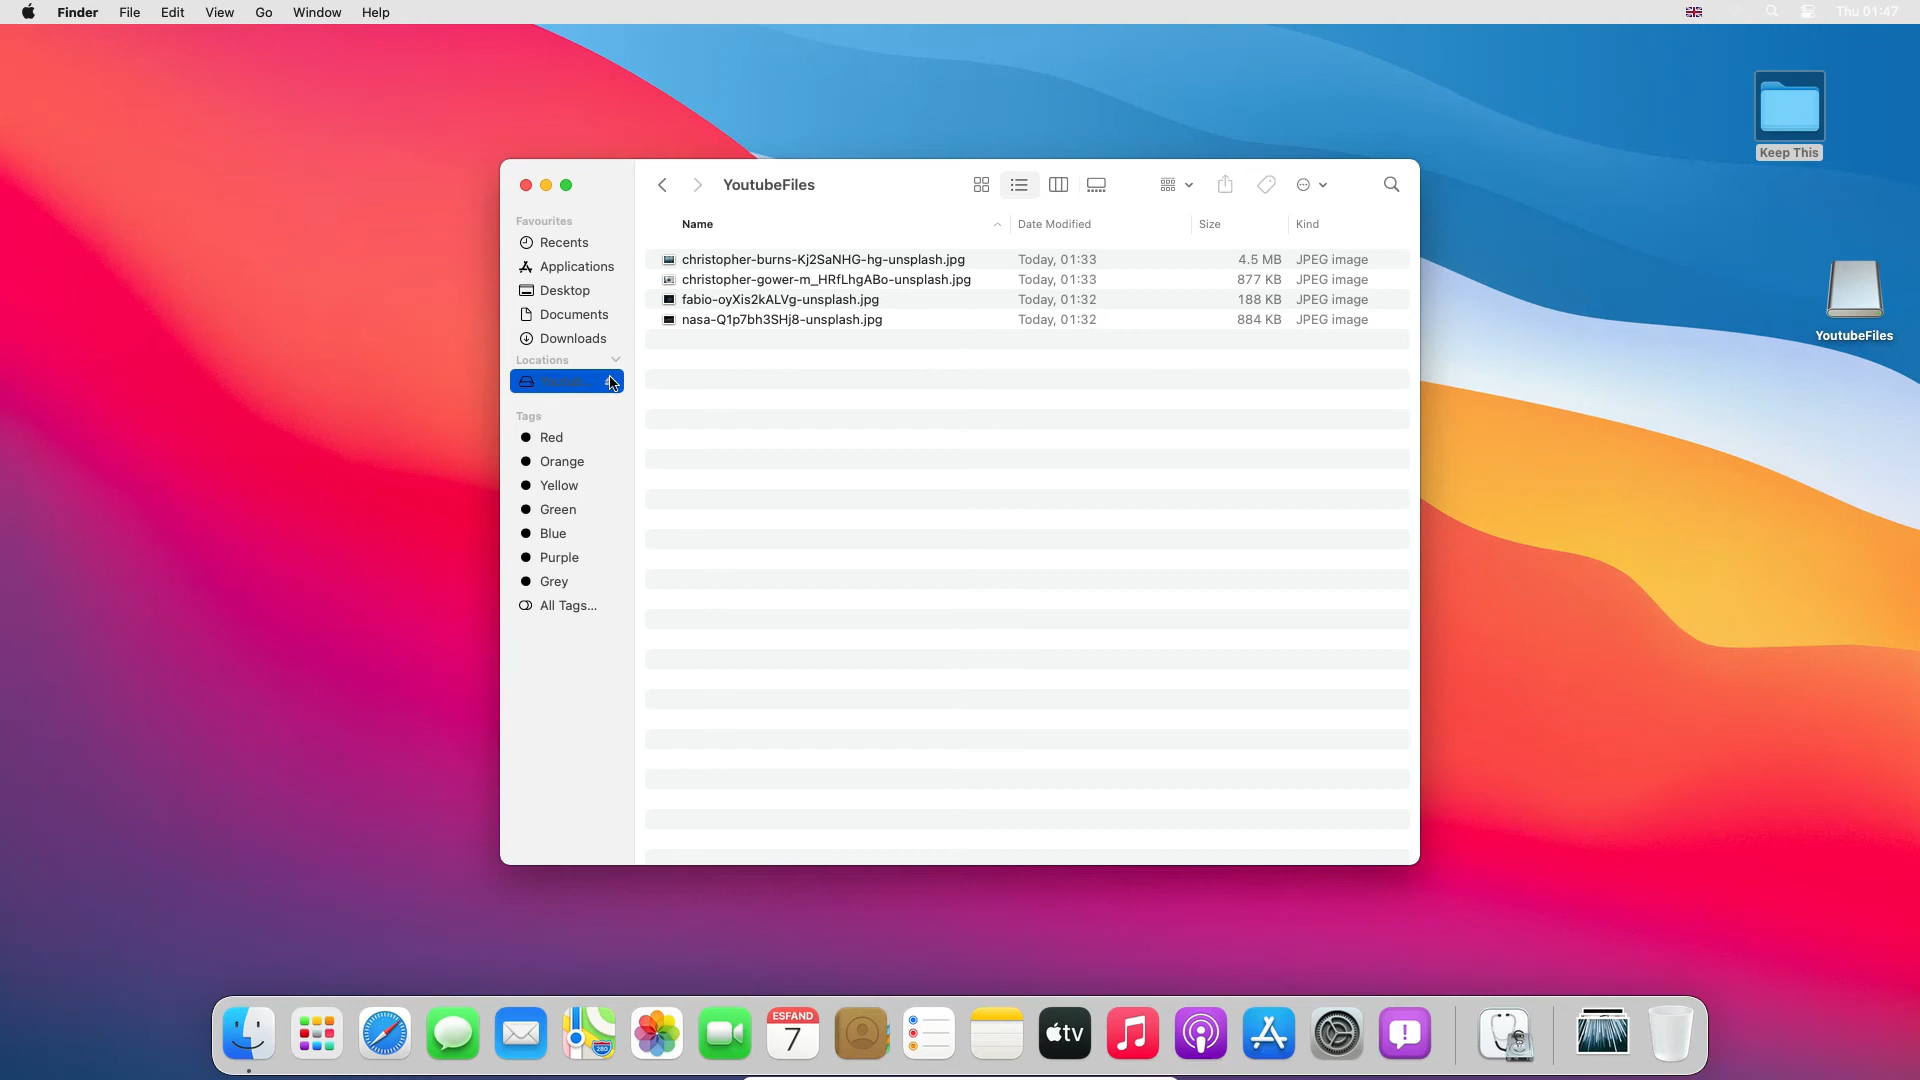 Finder File Edit View Go Window Help Thu 01:47
Keep This
YoutubeFiles
YoutubeFiles
Favourites
Recents
Applications
Desktop
Documents
Downloads
Locations
Tags
Red
Orange
Yellow
Green
Blue
Purple
Grey
All Tags...
Name Date Modified Size Kind
christopher-burns-Kj2SaNHG-hg-unsplash.jpg Today, 01:33 4.5 MB JPEG image
christopher-gower-m_HRfLhgABo-unsplash.jpg Today, 01:33 877 KB JPEG image
fabio-oyXis2kALVg-unsplash.jpg Today, 01:32 188 KB JPEG image
nasa-Q1p7bh3SHj8-unsplash.jpg Today, 01:32 884 KB JPEG image
280
ESFAND
7
tv